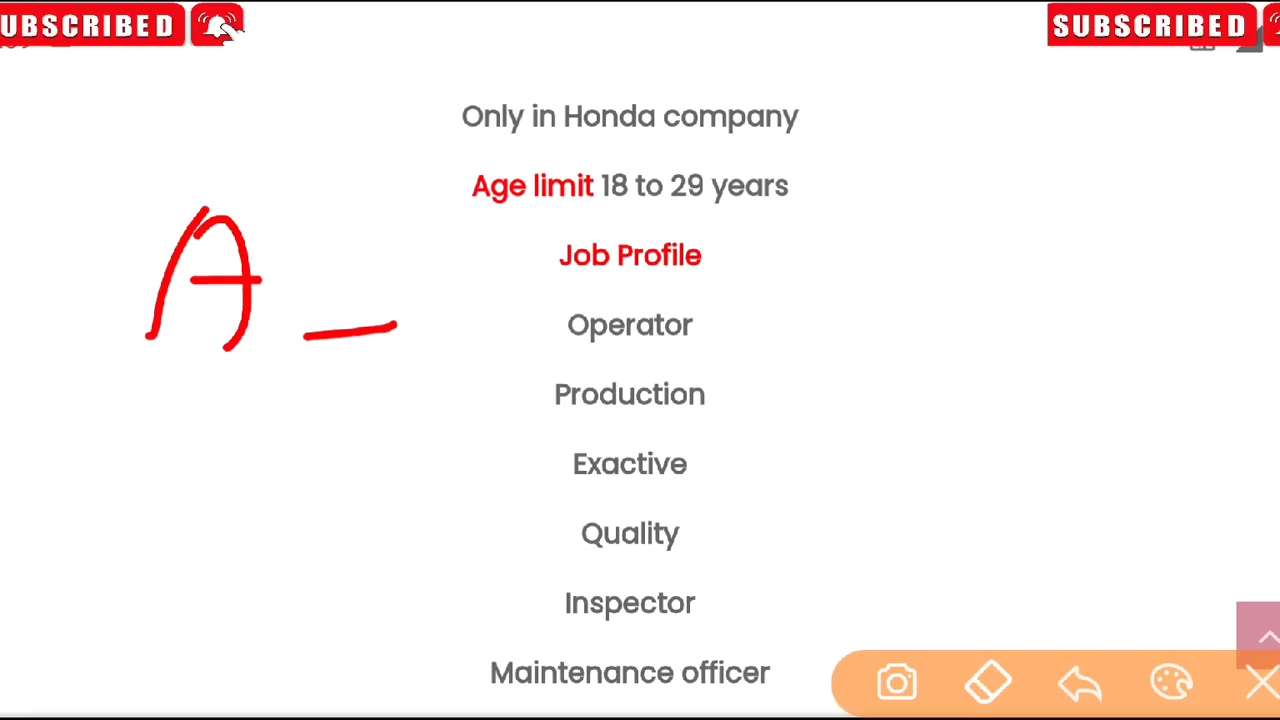 UBSCRIBED
SUBSCRIBED
Only in Honda company
Age limit 18 to 29 years
Job Profile
A _
Operator
Production
Exactive
Quality
Inspector
Maintenance officer